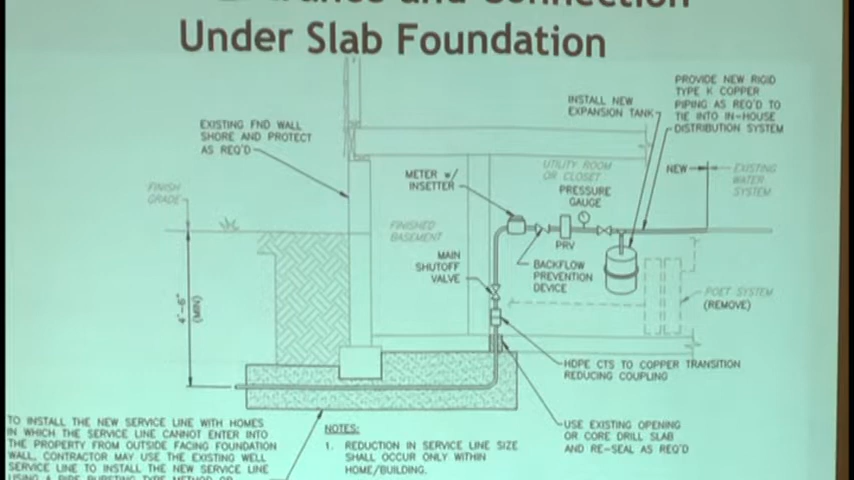 and Connection
Under Slab Foundation
PROVIDE NEW RIGID
TYPE K COPPER
PIPING AS REQ'D TO
TIE INTO IN-HOUSE
DISTRIBUTION SYSTEM
INSTALL NEW
EXPANSION TANK
EXISTING FND WALL
SHORE AND PROTECT
AS REQ'D
METER w/
INSETTER
UTILITY ROOM
OR CLOSET
PRESSURE
GAUGE
NEW
EXISTING
WATER
SYSTEM
FINISH
GRADE
FINISHED
BASEMENT
PRV
MAIN
SHUTOFF
VALVE
BACKFLOW
PREVENTION
DEVICE
POET SYSTEM
(REMOVE)
4'-6"
(MIN)
HDPE CTS TO COPPER TRANSITION
REDUCING COUPLING
USE EXISTING OPENING
OR CORE DRILL SLAB
AND RE-SEAL AS REQ'D
TO INSTALL THE NEW SERVICE LINE WITH HOMES
IN WHICH THE SERVICE LINE CANNOT ENTER INTO
THE PROPERTY FROM OUTSIDE FACING FOUNDATION
WALL, CONTRACTOR MAY USE THE EXISTING WELL
SERVICE LINE TO INSTALL THE NEW SERVICE LINE
NOTES:
1. REDUCTION IN SERVICE LINE SIZE
SHALL OCCUR ONLY WITHIN
HOME/BUILDING.